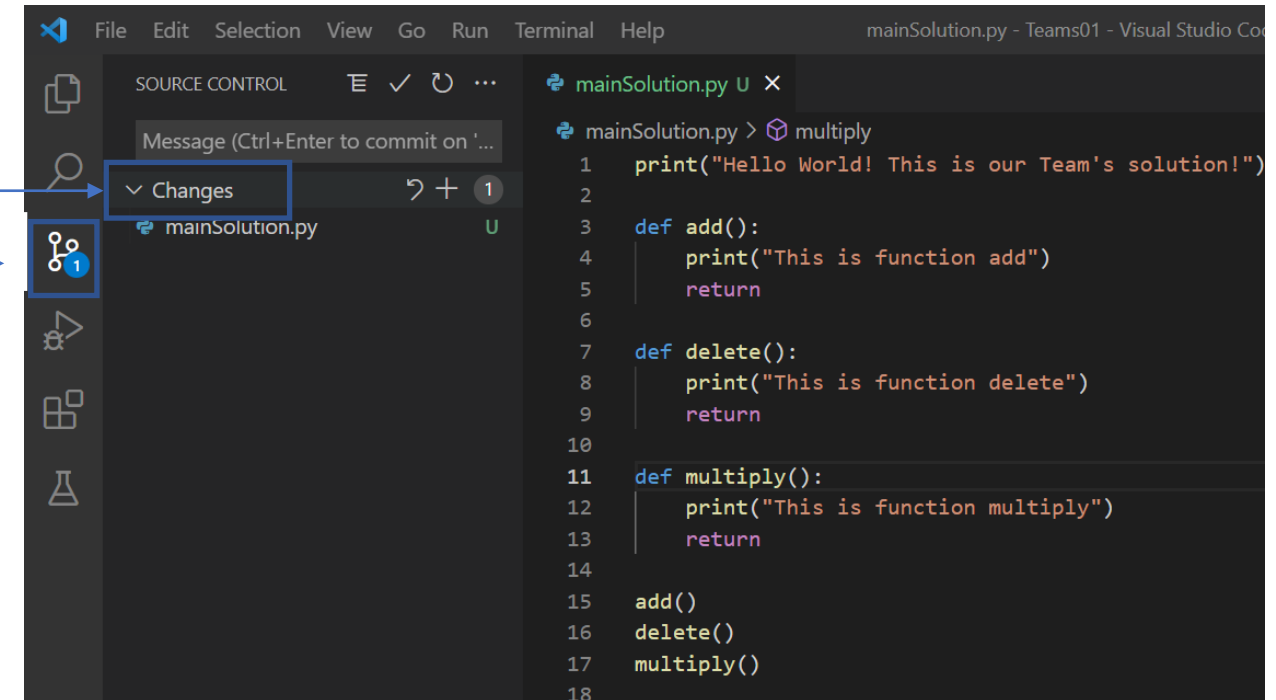 File Edit Selection View Go Run Terminal Help mainSolution.py - Teams01 - Visual Studio
SOURCE CONTROL
Message (Ctrl+Enter to commit on '...
Changes 1
mainSolution.py U
1
mainSolution.py U
mainSolution.py > multiply
1 print("Hello World! This is our Team's solution!")
2
3 def add():
4     print("This is function add")
5     return
6
7 def delete():
8     print("This is function delete")
9     return
10
11 def multiply():
12     print("This is function multiply")
13     return
14
15 add()
16 delete()
17 multiply()
18